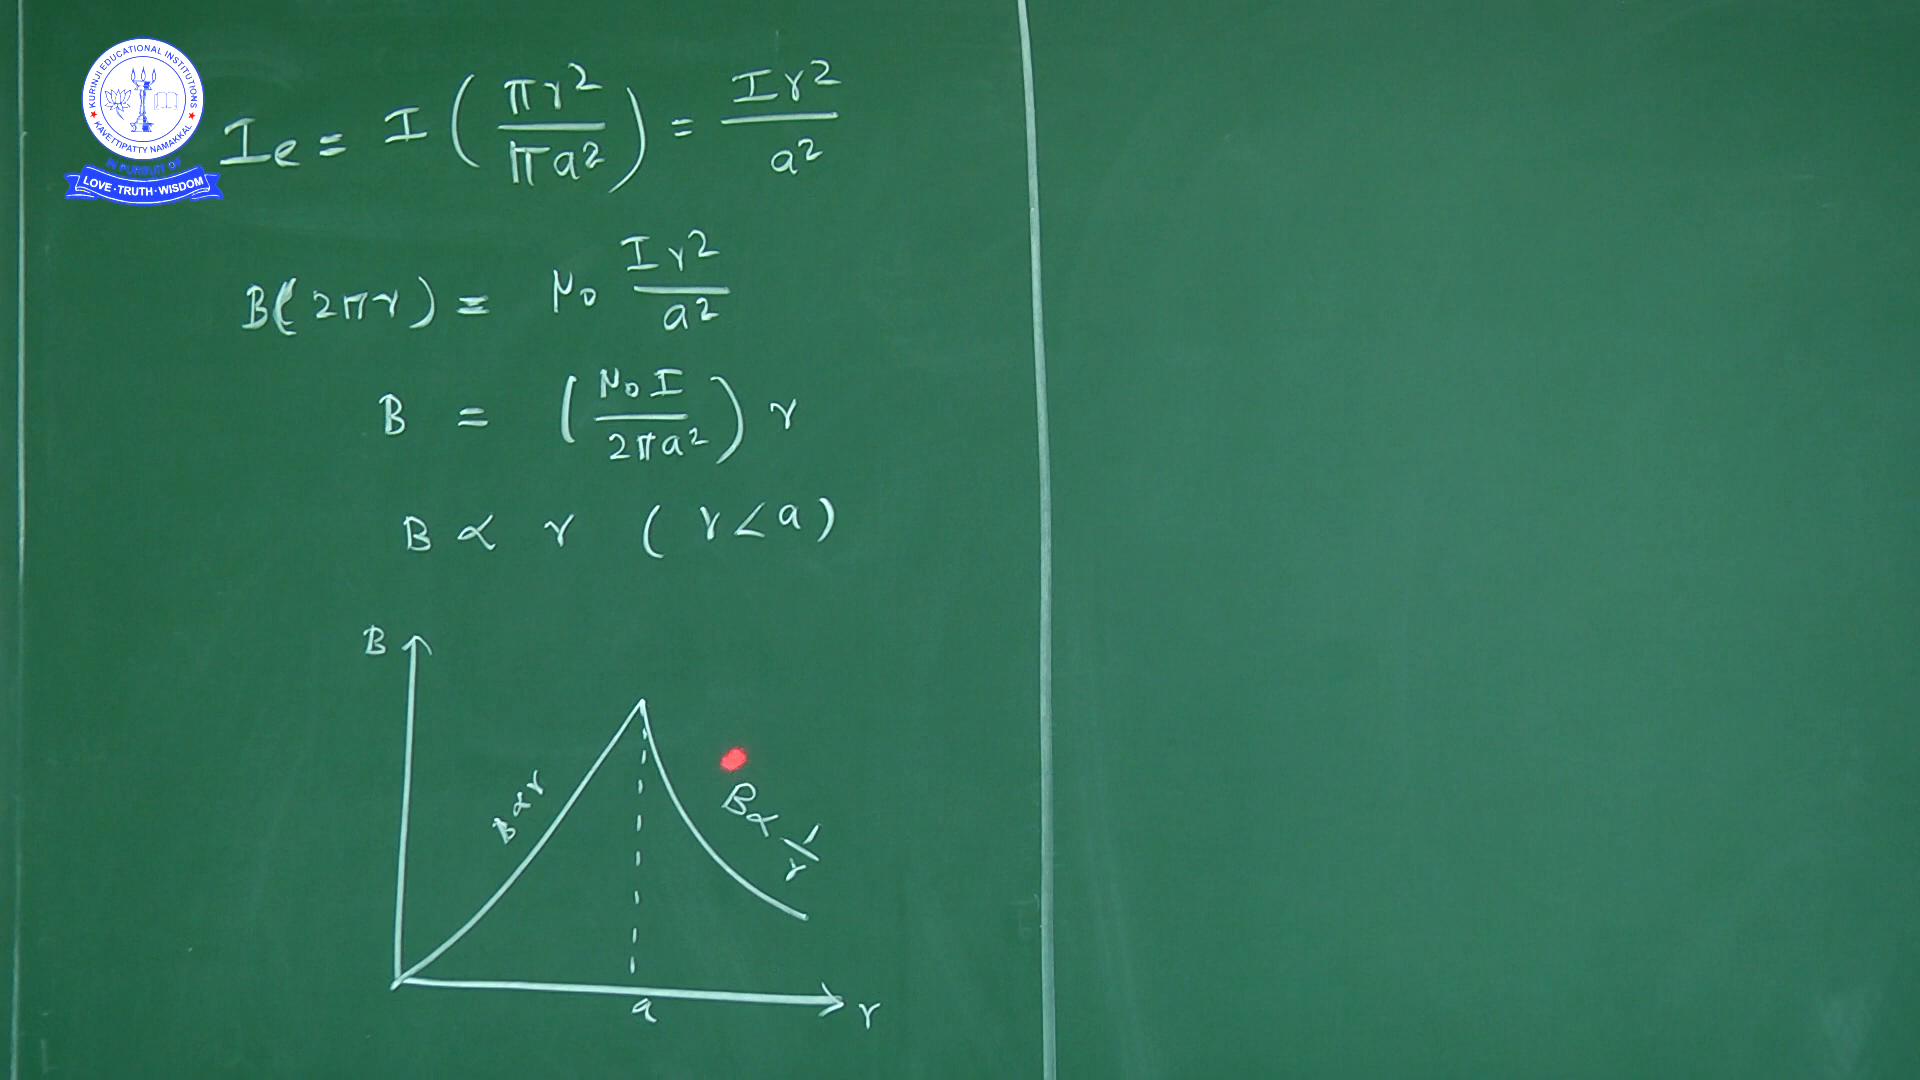 KURINJI EDUCATIONAL INSTITUTIONS
KAVETTIPATTY NAMAKKAL
IN PURSUIT OF
LOVE · TRUTH · WISDOM
Ie = I (πr²/πa²) = Ir²/a²
B(2πr) = μ₀ Ir²/a²
B = (μ₀I/2πa²) r
B ∝ r (r<a)
B
B∝r
B∝ 1/r
a
r